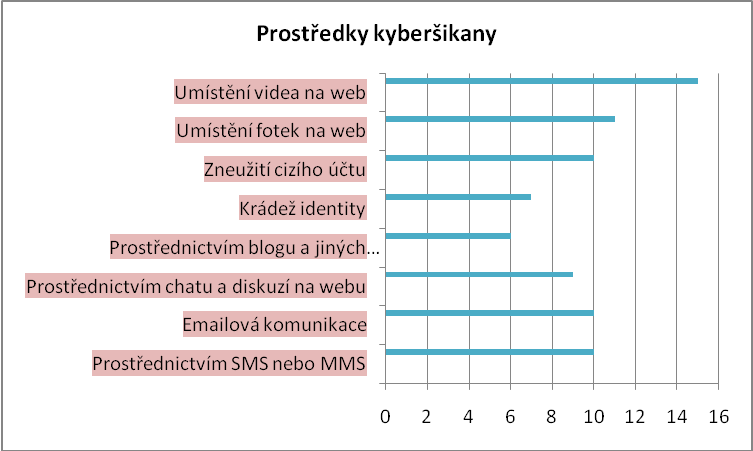 Prostředky kyberšikany
Umístění videa na web
Umístění fotek na web
Zneužití cizího účtu
Krádež identity
Prostřednictvím blogu a jiných...
Prostřednictvím chatu a diskuzí na webu
Emailová komunikace
Prostřednictvím SMS nebo MMS
0 2 4 6 8 10 12 14 16